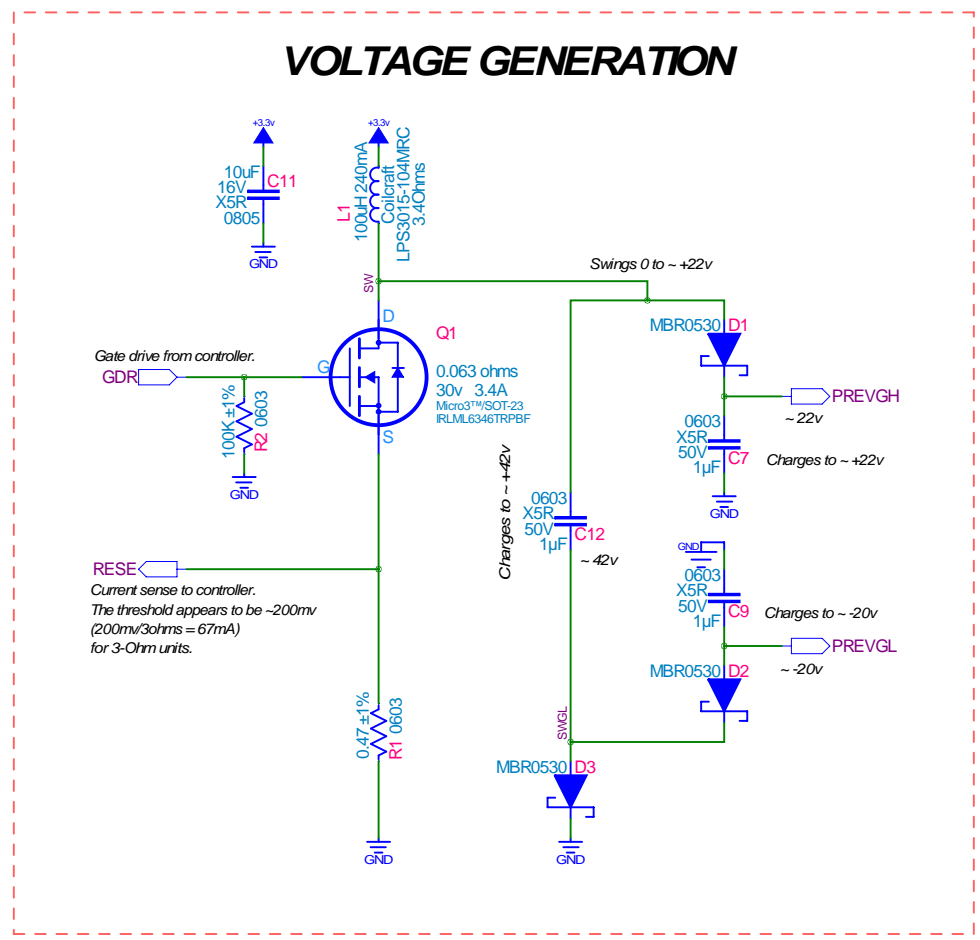 VOLTAGE GENERATION
+3.3v
10uF
16V
X5R
0805
C11
GND
+3.3v
L1
100uH 240mA
Coilcraft
LPS3015-104MRC
3.4Ohms
SW
Swings 0 to ~ +22v
D
Q1
G
S
0.063 ohms
30v 3.4A
Micro3™/SOT-23
IRLML6346TRPBF
Gate drive from controller.
GDR
100K ±1%
R2 0603
GND
MBR0530
D1
PREVGH
~ 22v
0603
X5R
50V
1µF
C7
Charges to ~ +22v
GND
Charges to ~ +42v
0603
X5R
50V
1µF
C12
~ 42v
GND
0603
X5R
50V
1µF
C9
Charges to ~ -20v
PREVGL
~ -20v
MBR0530
D2
RESE
Current sense to controller.
The threshold appears to be ~200mv
(200mv/3ohms = 67mA)
for 3-Ohm units.
0.47 ±1%
R1 0603
GND
SWGL
MBR0530
D3
GND